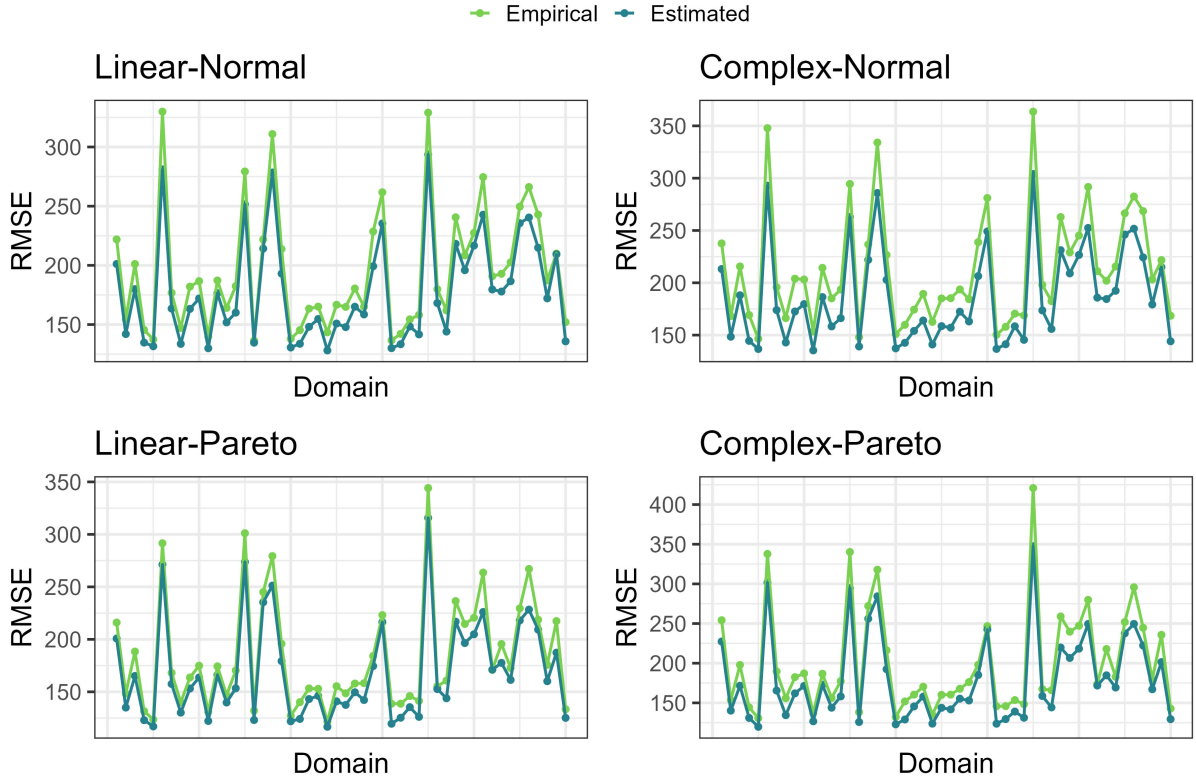 Empirical Estimated
Linear-Normal
RMSE
300
250
200
150
Domain
Complex-Normal
RMSE
350
300
250
200
150
Domain
Linear-Pareto
RMSE
350
300
250
200
150
Domain
Complex-Pareto
RMSE
400
350
300
250
200
150
Domain